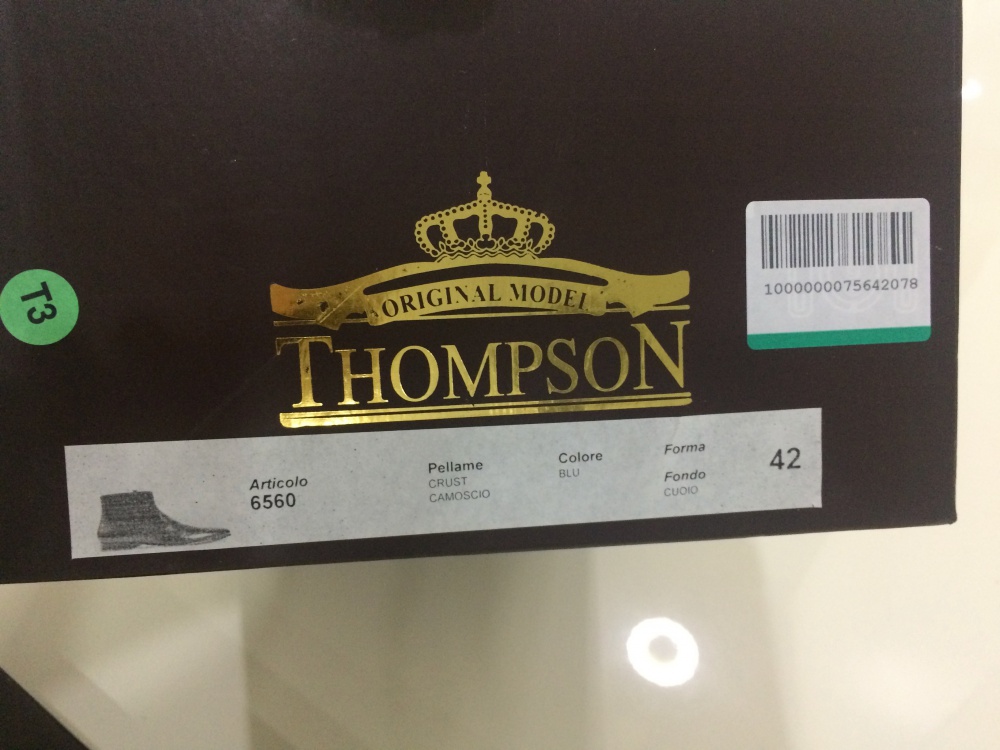 ORIGINAL MODEL
THOMPSON
1000000075642078
T3
Articolo
6560
Pellame
CRUST
CAMOSCIO
Colore
BLU
Forma
Fondo
CUOIO
42